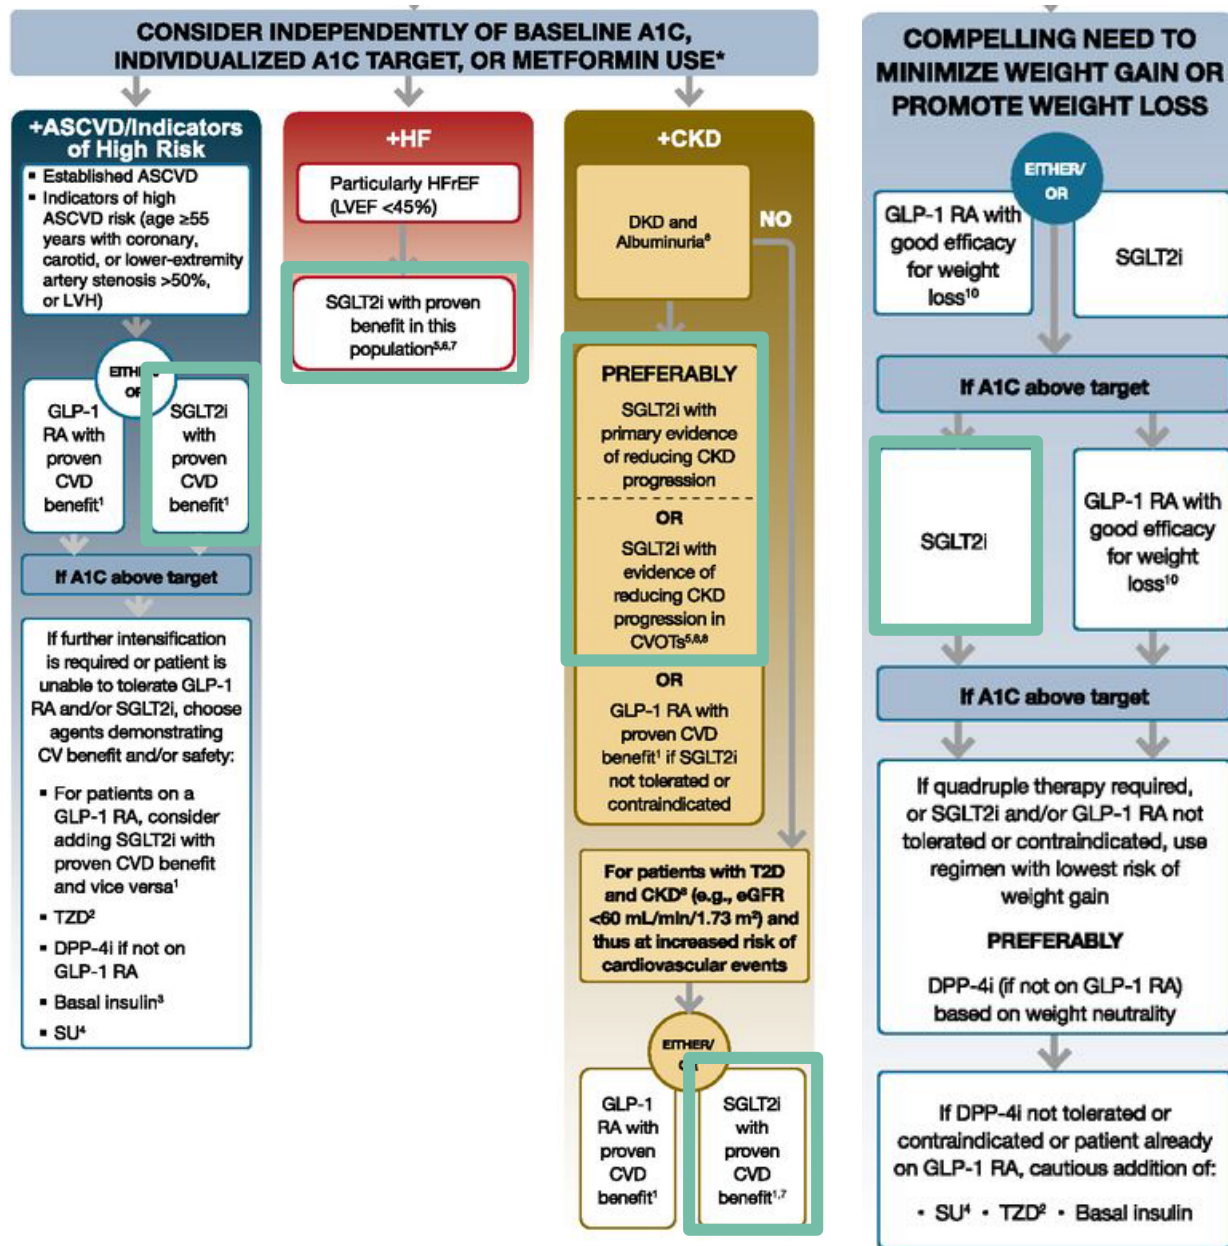 CONSIDER INDEPENDENTLY OF BASELINE A1C,
INDIVIDUALIZED A1C TARGET, OR METFORMIN USE*
+ASCVD/Indicators
of High Risk
▪ Established ASCVD
▪ Indicators of high
ASCVD risk (age ≥55
years with coronary,
carotid, or lower-extremity
artery stenosis >50%,
or LVH)
EITHER/
OR
GLP-1
RA with
proven
CVD
benefit¹
SGLT2i
with
proven
CVD
benefit¹
If A1C above target
If further intensification
is required or patient is
unable to tolerate GLP-1
RA and/or SGLT2i, choose
agents demonstrating
CV benefit and/or safety:
▪ For patients on a
GLP-1 RA, consider
adding SGLT2i with
proven CVD benefit
and vice versa¹
▪ TZD²
▪ DPP-4i if not on
GLP-1 RA
▪ Basal insulin³
▪ SU⁴
+HF
Particularly HFrEF
(LVEF <45%)
SGLT2i with proven
benefit in this
population⁵,⁶,⁷
+CKD
DKD and
Albuminuria⁸
NO
PREFERABLY
SGLT2i with
primary evidence
of reducing CKD
progression
OR
SGLT2i with
evidence of
reducing CKD
progression in
CVOTs⁵,⁶,⁸
OR
GLP-1 RA with
proven CVD
benefit¹ if SGLT2i
not tolerated or
contraindicated
For patients with T2D
and CKD⁸ (e.g., eGFR
<60 mL/min/1.73 m²) and
thus at increased risk of
cardiovascular events
EITHER/
OR
GLP-1
RA with
proven
CVD
benefit¹
SGLT2i
with
proven
CVD
benefit¹,⁷
COMPELLING NEED TO
MINIMIZE WEIGHT GAIN OR
PROMOTE WEIGHT LOSS
EITHER/
OR
GLP-1 RA with
good efficacy
for weight
loss¹⁰
SGLT2i
If A1C above target
SGLT2i
GLP-1 RA with
good efficacy
for weight
loss¹⁰
If A1C above target
If quadruple therapy required,
or SGLT2i and/or GLP-1 RA not
tolerated or contraindicated, use
regimen with lowest risk of
weight gain
PREFERABLY
DPP-4i (if not on GLP-1 RA)
based on weight neutrality
If DPP-4i not tolerated or
contraindicated or patient already
on GLP-1 RA, cautious addition of:
• SU⁴ • TZD² • Basal insulin